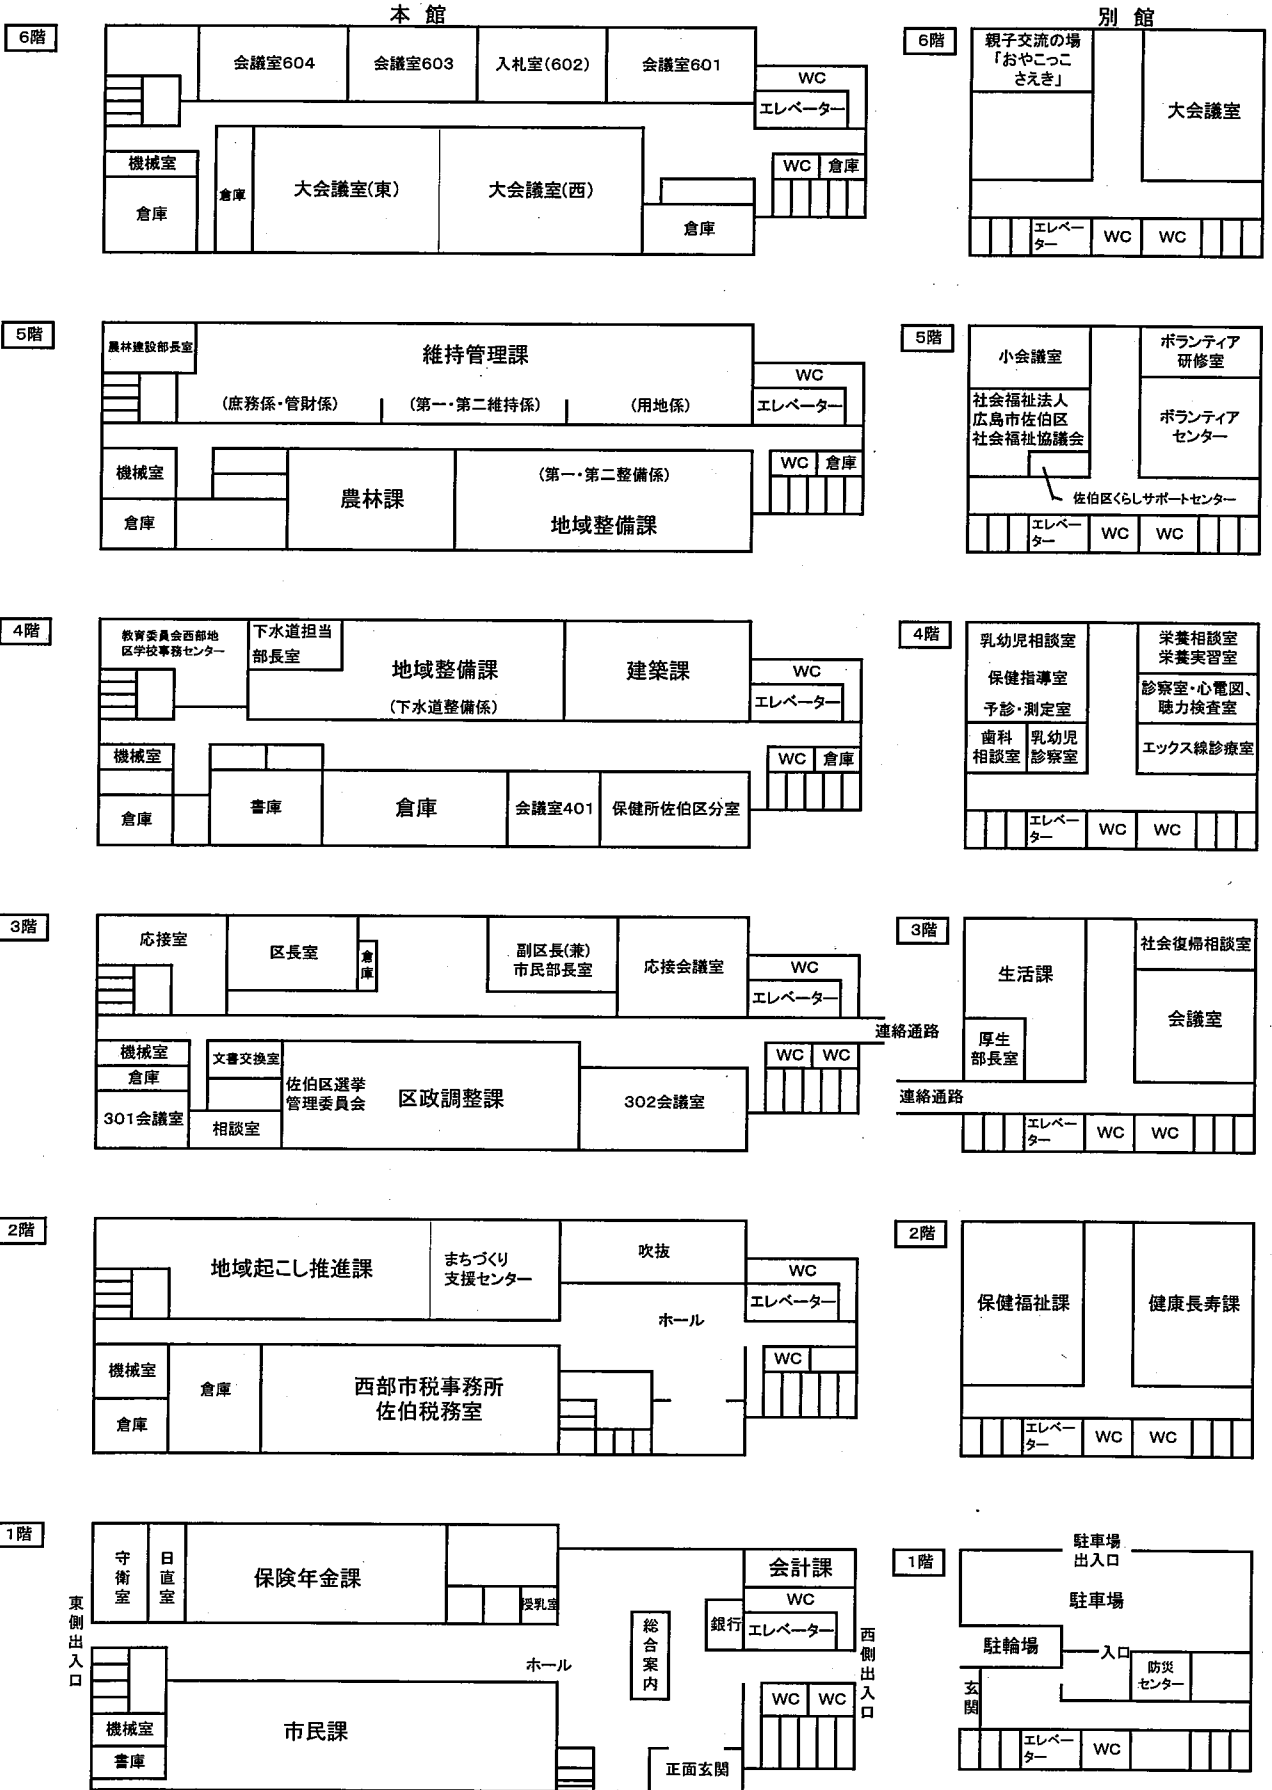 本館
6階
会議室604
会議室603
入札室(602)
会議室601
WC
エレベーター
機械室
倉庫
倉庫
大会議室(東)
大会議室(西)
倉庫
WC
倉庫
5階
農林建設部長室
維持管理課
(庶務係・管財係)
(第一・第二維持係)
(用地係)
WC
エレベーター
機械室
倉庫
農林課
(第一・第二整備係)
地域整備課
WC
倉庫
4階
教育委員会西部地
区学校事務センター
下水道担当
部長室
地域整備課
(下水道整備係)
建築課
WC
エレベーター
機械室
倉庫
書庫
倉庫
会議室401
保健所佐伯区分室
WC
倉庫
3階
応接室
区長室
倉庫
副区長(兼)
市民部長室
応接会議室
WC
エレベーター
連絡通路
機械室
倉庫
301会議室
文書交換室
相談室
佐伯区選挙
管理委員会
区政調整課
302会議室
WC
WC
2階
地域起こし推進課
まちづくり
支援センター
吹抜
WC
エレベーター
ホール
機械室
倉庫
倉庫
西部市税事務所
佐伯税務室
WC
1階
守衛室
日直室
保険年金課
授乳室
会計課
WC
銀行
エレベーター
総合案内
東側出入口
西側出入口
ホール
機械室
書庫
市民課
WC
WC
正面玄関
別館
6階
親子交流の場
「おやこっこ
さえき」
大会議室
エレベー
ター
WC
WC
5階
小会議室
ボランティア
研修室
社会福祉法人
広島市佐伯区
社会福祉協議会
ボランティア
センター
佐伯区くらしサポートセンター
エレベー
ター
WC
WC
4階
乳幼児相談室
保健指導室
予診・測定室
歯科
相談室
乳幼児
診察室
栄養相談室
栄養実習室
診察室・心電図、
聴力検査室
エックス線診療室
エレベー
ター
WC
WC
3階
生活課
厚生
部長室
社会復帰相談室
会議室
連絡通路
エレベー
ター
WC
WC
2階
保健福祉課
健康長寿課
エレベー
ター
WC
WC
1階
駐車場
出入口
駐車場
駐輪場
入口
防災
センター
玄関
エレベー
ター
WC